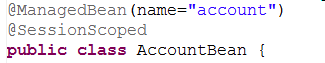 @ManagedBean(name="account")
@SessionScoped
public class AccountBean {